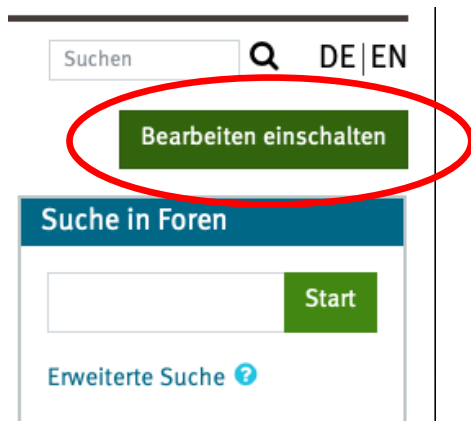 Suchen DE|EN
Bearbeiten einschalten
Suche in Foren
Start
Erweiterte Suche ?